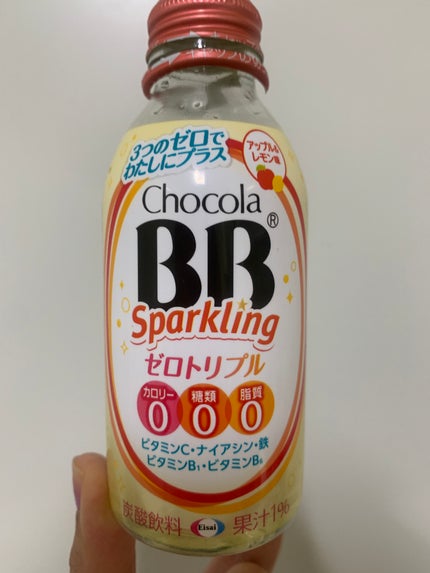 3つのゼロで
わたしにプラス
アップル&
レモン味
Chocola
BB®
Sparkling
ゼロトリプル
カロリー 糖類 脂質
0 0 0
ビタミンC・ナイアシン・鉄
ビタミンB₁・ビタミンB₆
炭酸飲料 Eisai 果汁1%